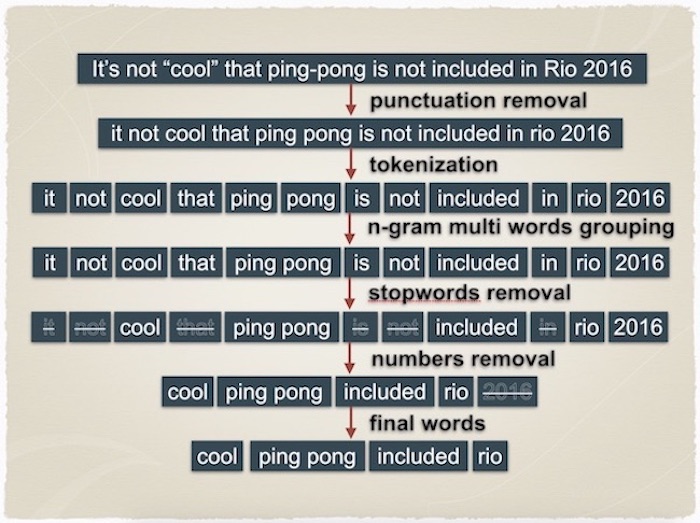 It's not “cool” that ping-pong is not included in Rio 2016
punctuation removal
it not cool that ping pong is not included in rio 2016
tokenization
it not cool that ping pong is not included in rio 2016
n-gram multi words grouping
it not cool that ping pong is not included in rio 2016
stopwords removal
it not cool that ping pong is not included in rio 2016
numbers removal
cool ping pong included rio 2016
final words
cool ping pong included rio